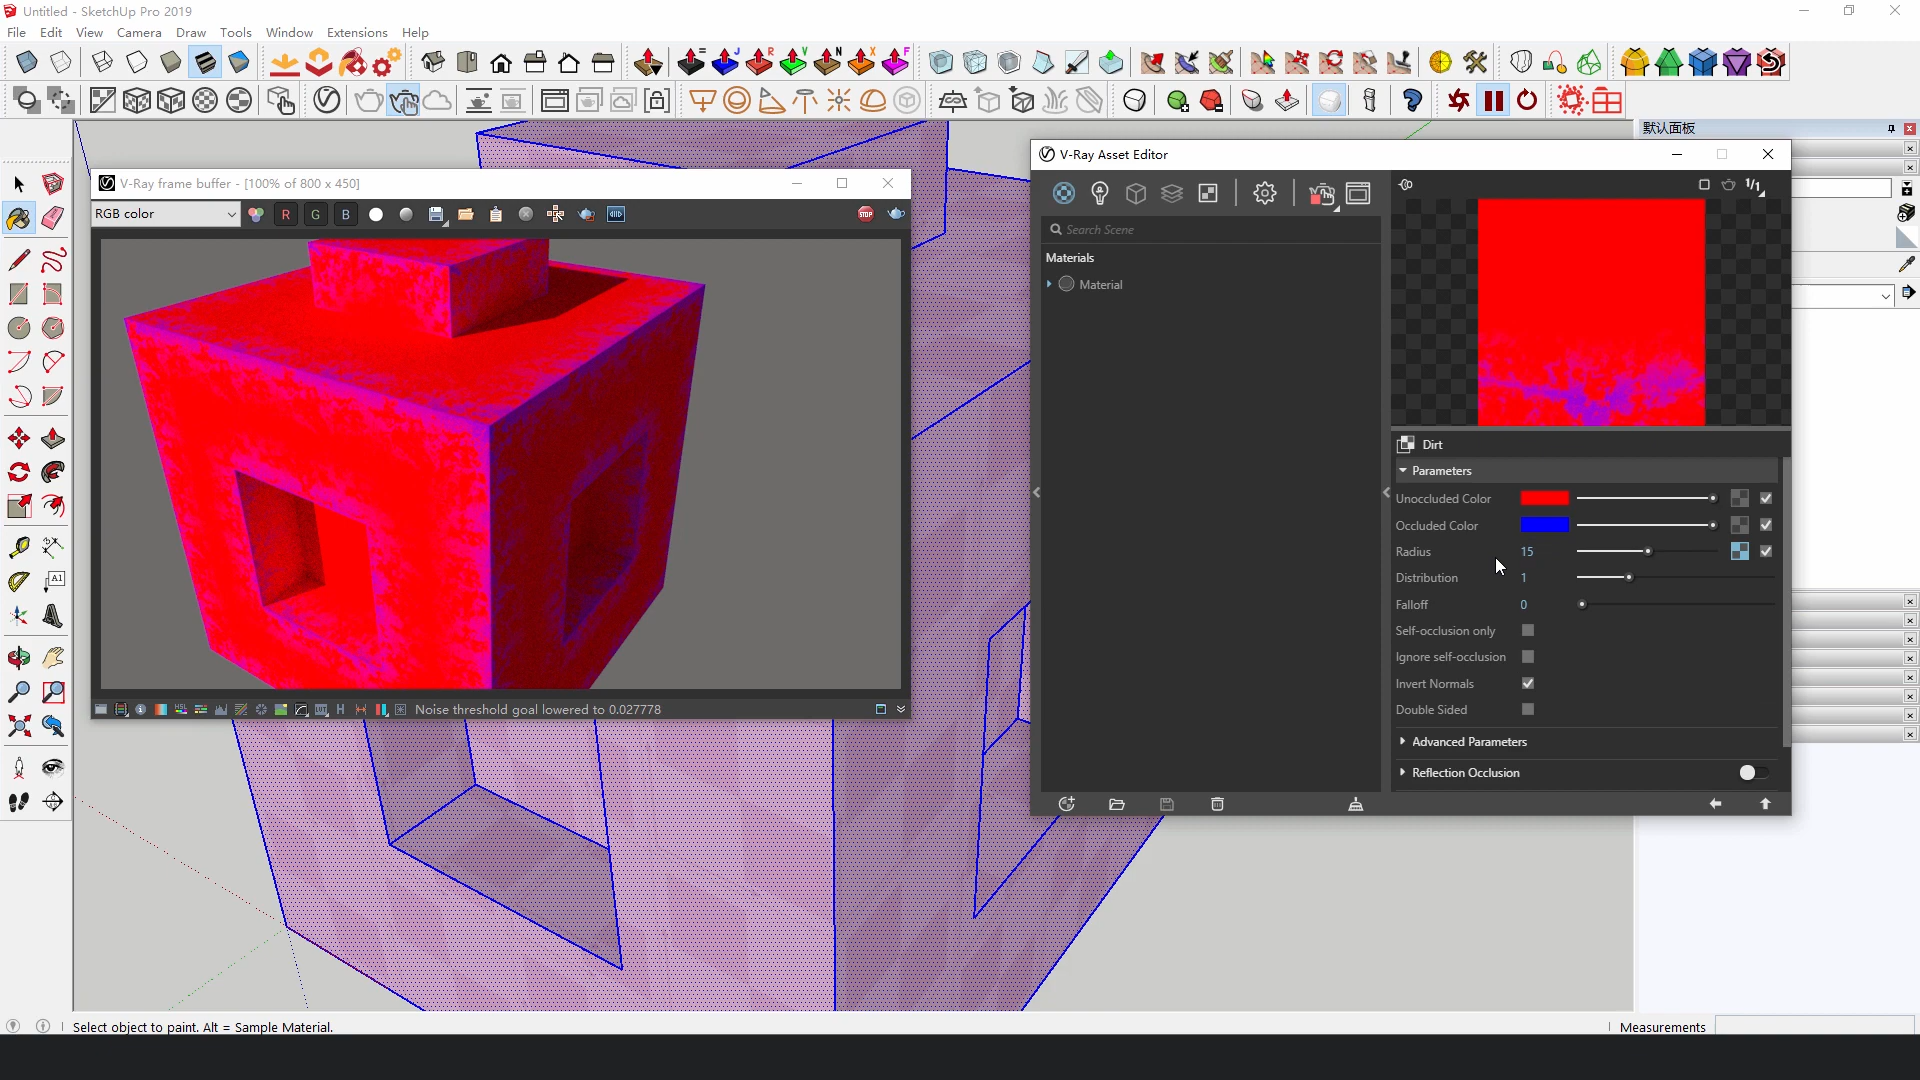 Untitled - SketchUp Pro 2019
File Edit View Camera Draw Tools Window Extensions Help
默认面板
V-Ray Asset Editor
V-Ray frame buffer - [100% of 800 x 450]
RGB color
R G B
Search Scene
Materials
Material
1/1
Dirt
Parameters
Unoccluded Color
Occluded Color
Radius 15
Distribution 1
Falloff 0
Self-occlusion only
Ignore self-occlusion
Invert Normals
Double Sided
Advanced Parameters
Reflection Occlusion
Noise threshold goal lowered to 0.027778
Select object to paint. Alt = Sample Material.
Measurements